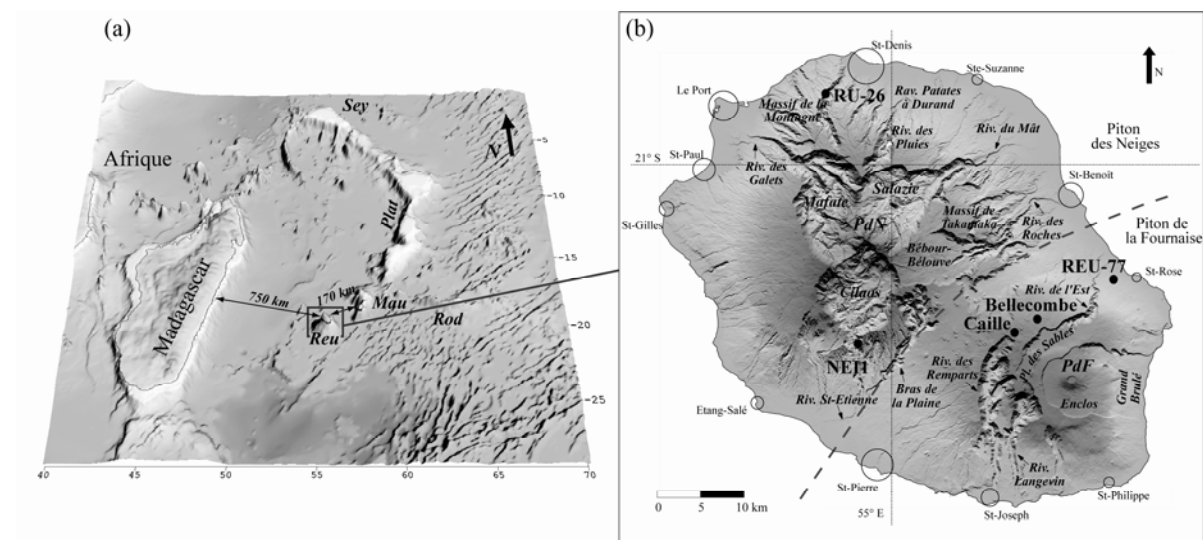 (a)
Sey
Afrique
N
Plat
Madagascar
750 km
170 km
Mau
Rod
Reu
-5
-10
-15
-20
-25
40
45
50
55
60
65
70
(b)
St-Denis
Ste-Suzanne
N
Le Port
RU-26
Massif de la
Montagne
Rav. Patates
à Durand
Riv. des
Pluies
Riv. du Mât
Piton
des Neiges
21° S
St-Paul
Riv. des
Galets
Salazie
Mafate
St-Benoît
St-Gilles
PdN
Massif de
Takamaka
Riv. des
Roches
Piton de
la Fournaise
Bébour-
Bélouve
REU-77
St-Rose
Cilaos
Riv. de l'Est
Bellecombe
Caille
Pl. des Sables
NEJ1
Riv. des
Remparts
PdF
Enclos
Grand
Brulé
Bras de
la Plaine
Riv. St-Etienne
Etang-Salé
St-Pierre
Riv.
Langevin
St-Philippe
St-Joseph
0 5 10 km
55° E